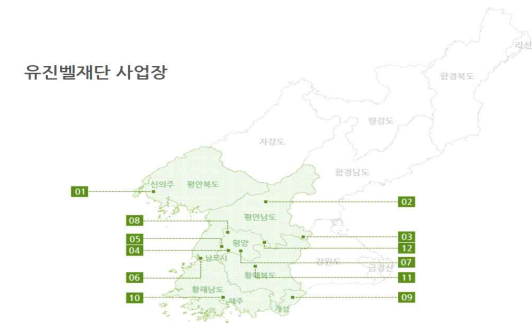 유진벨재단 사업장
라선
함경북도
량강도
자강도
함경남도
신의주
평안북도
01
02
평안남도
08
03
05
평양
12
04
남포시
07
강원도
금강산
06
황해북도
11
황해남도
10
해주
09
개성